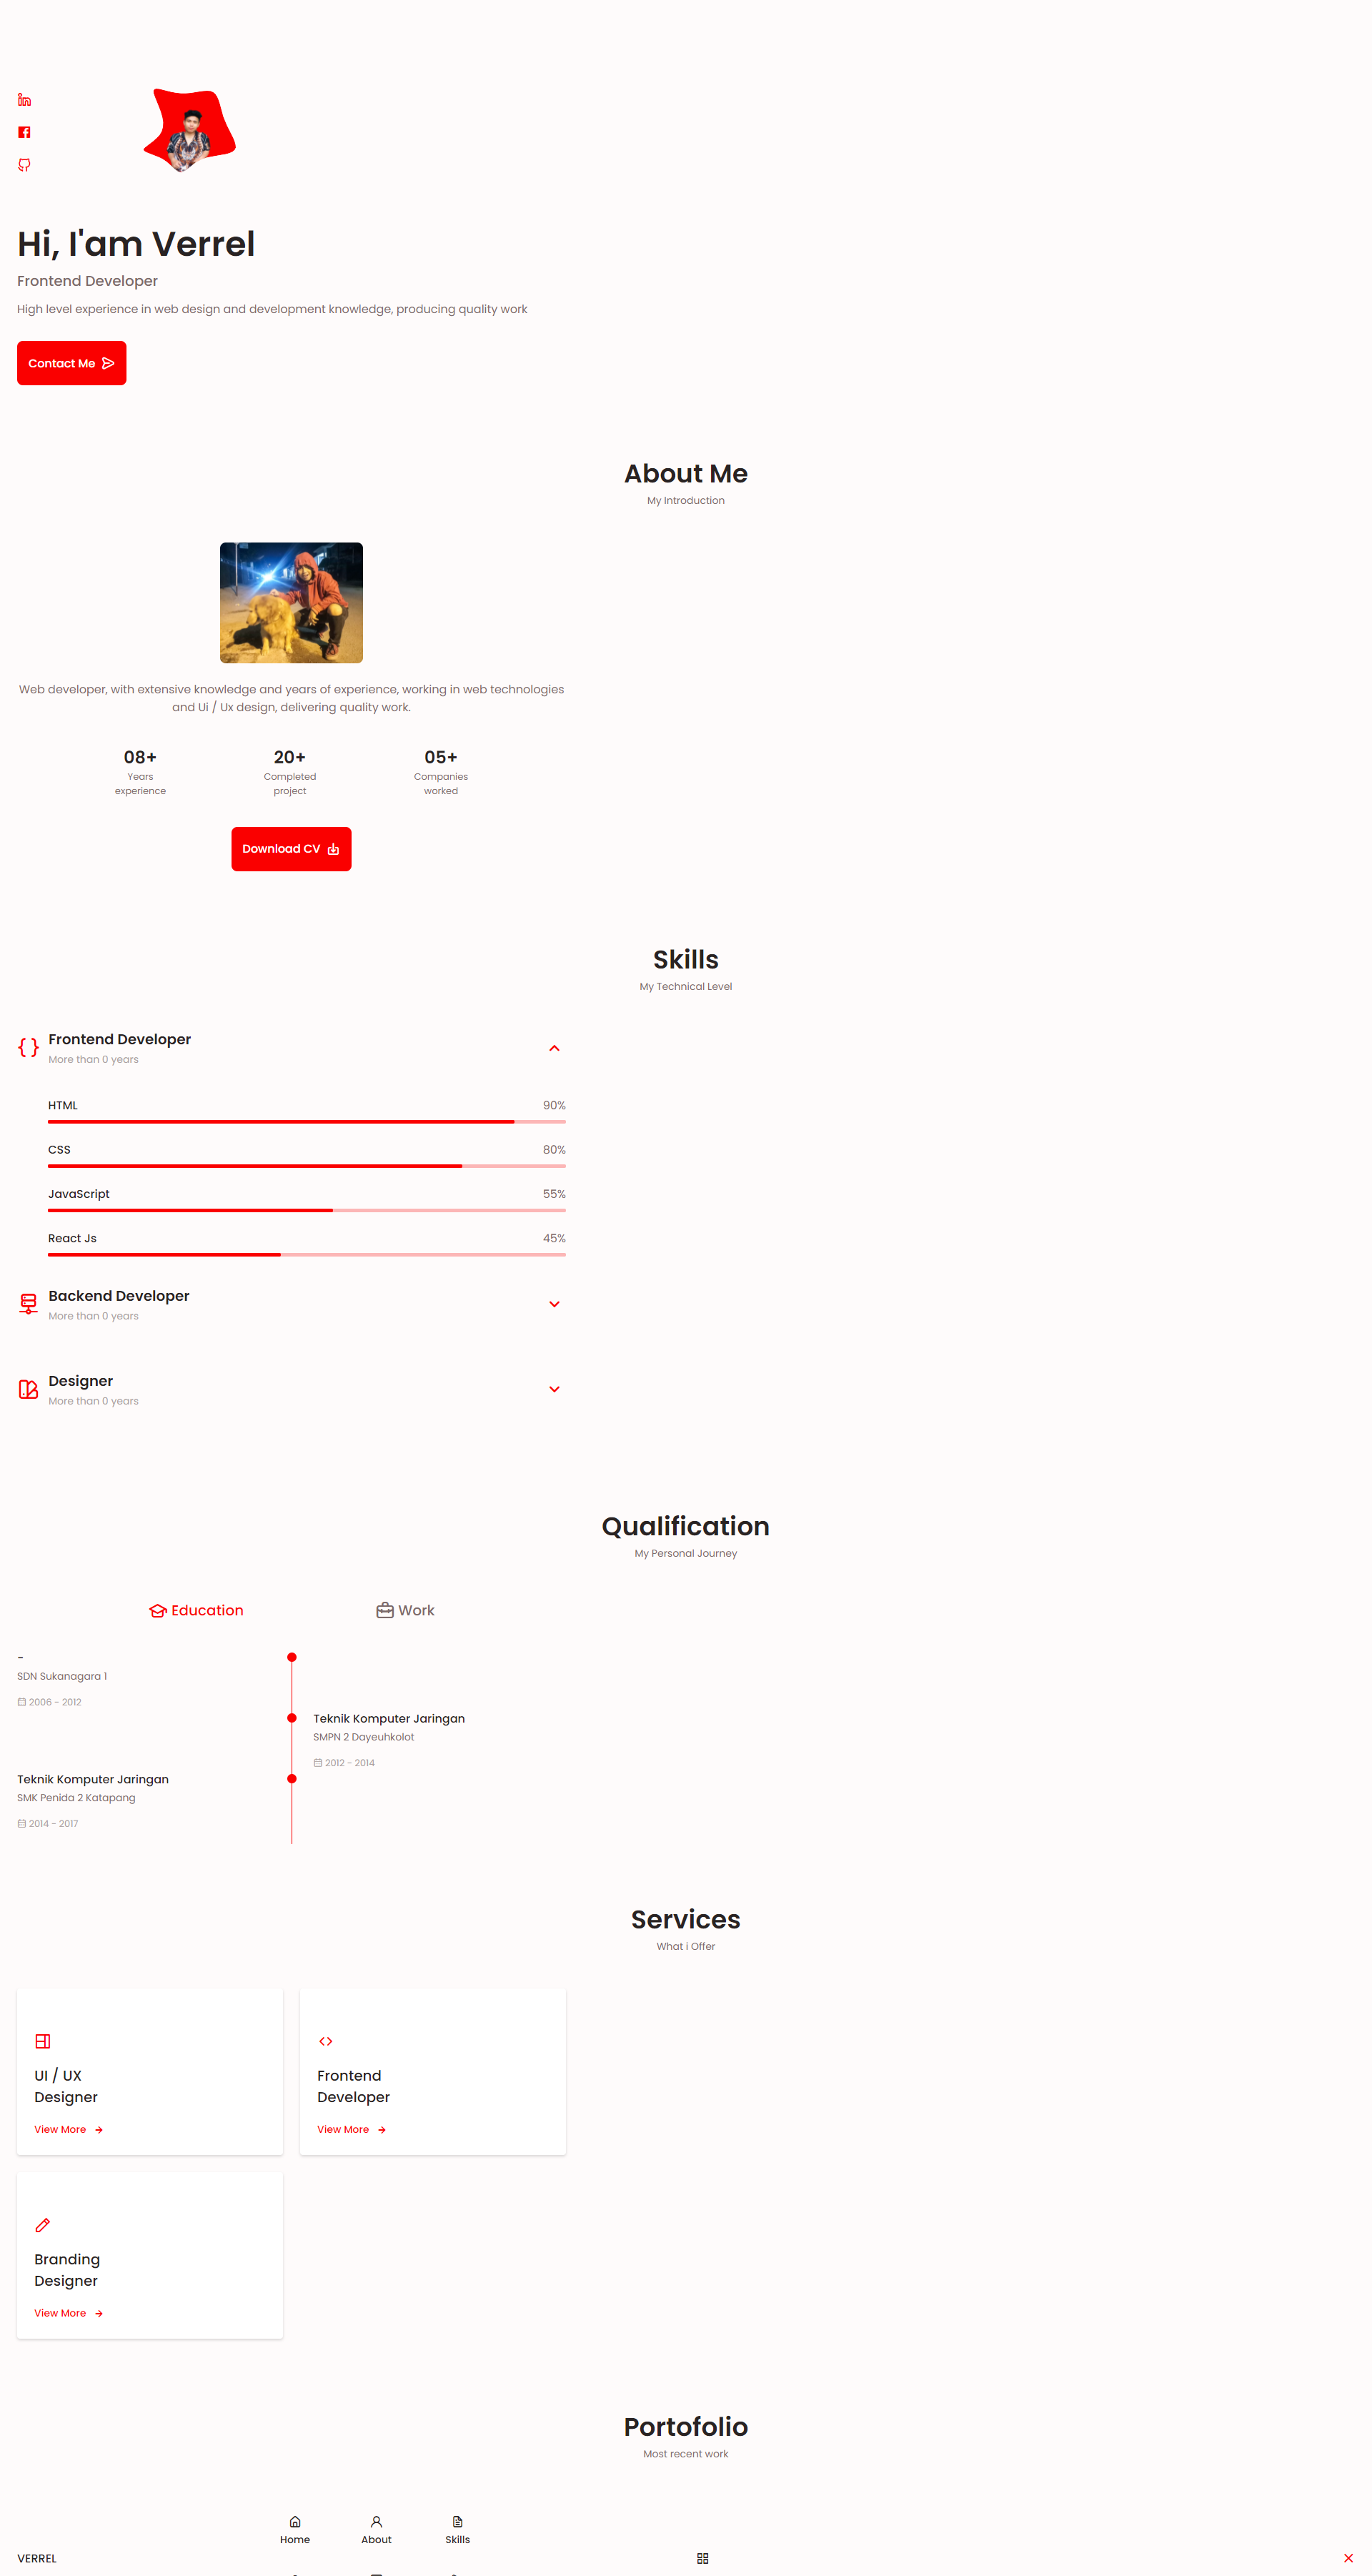 Hi, I'am Verrel
Frontend Developer
High level experience in web design and development knowledge, producing quality work
Contact Me
About Me
My Introduction
Web developer, with extensive knowledge and years of experience, working in web technologies
and Ui / Ux design, delivering quality work.
08+
Years
experience
20+
Completed
project
05+
Companies
worked
Download CV
Skills
My Technical Level
Frontend Developer
More than 0 years
HTML 90%
CSS 80%
JavaScript 55%
React Js 45%
Backend Developer
More than 0 years
Designer
More than 0 years
Qualification
My Personal Journey
Education Work
-
SDN Sukanagara 1
2006 - 2012
Teknik Komputer Jaringan
SMPN 2 Dayeuhkolot
2012 - 2014
Teknik Komputer Jaringan
SMK Penida 2 Katapang
2014 - 2017
Services
What i Offer
UI / UX
Designer
View More
Frontend
Developer
View More
Branding
Designer
View More
Portofolio
Most recent work
Home About Skills
VERREL